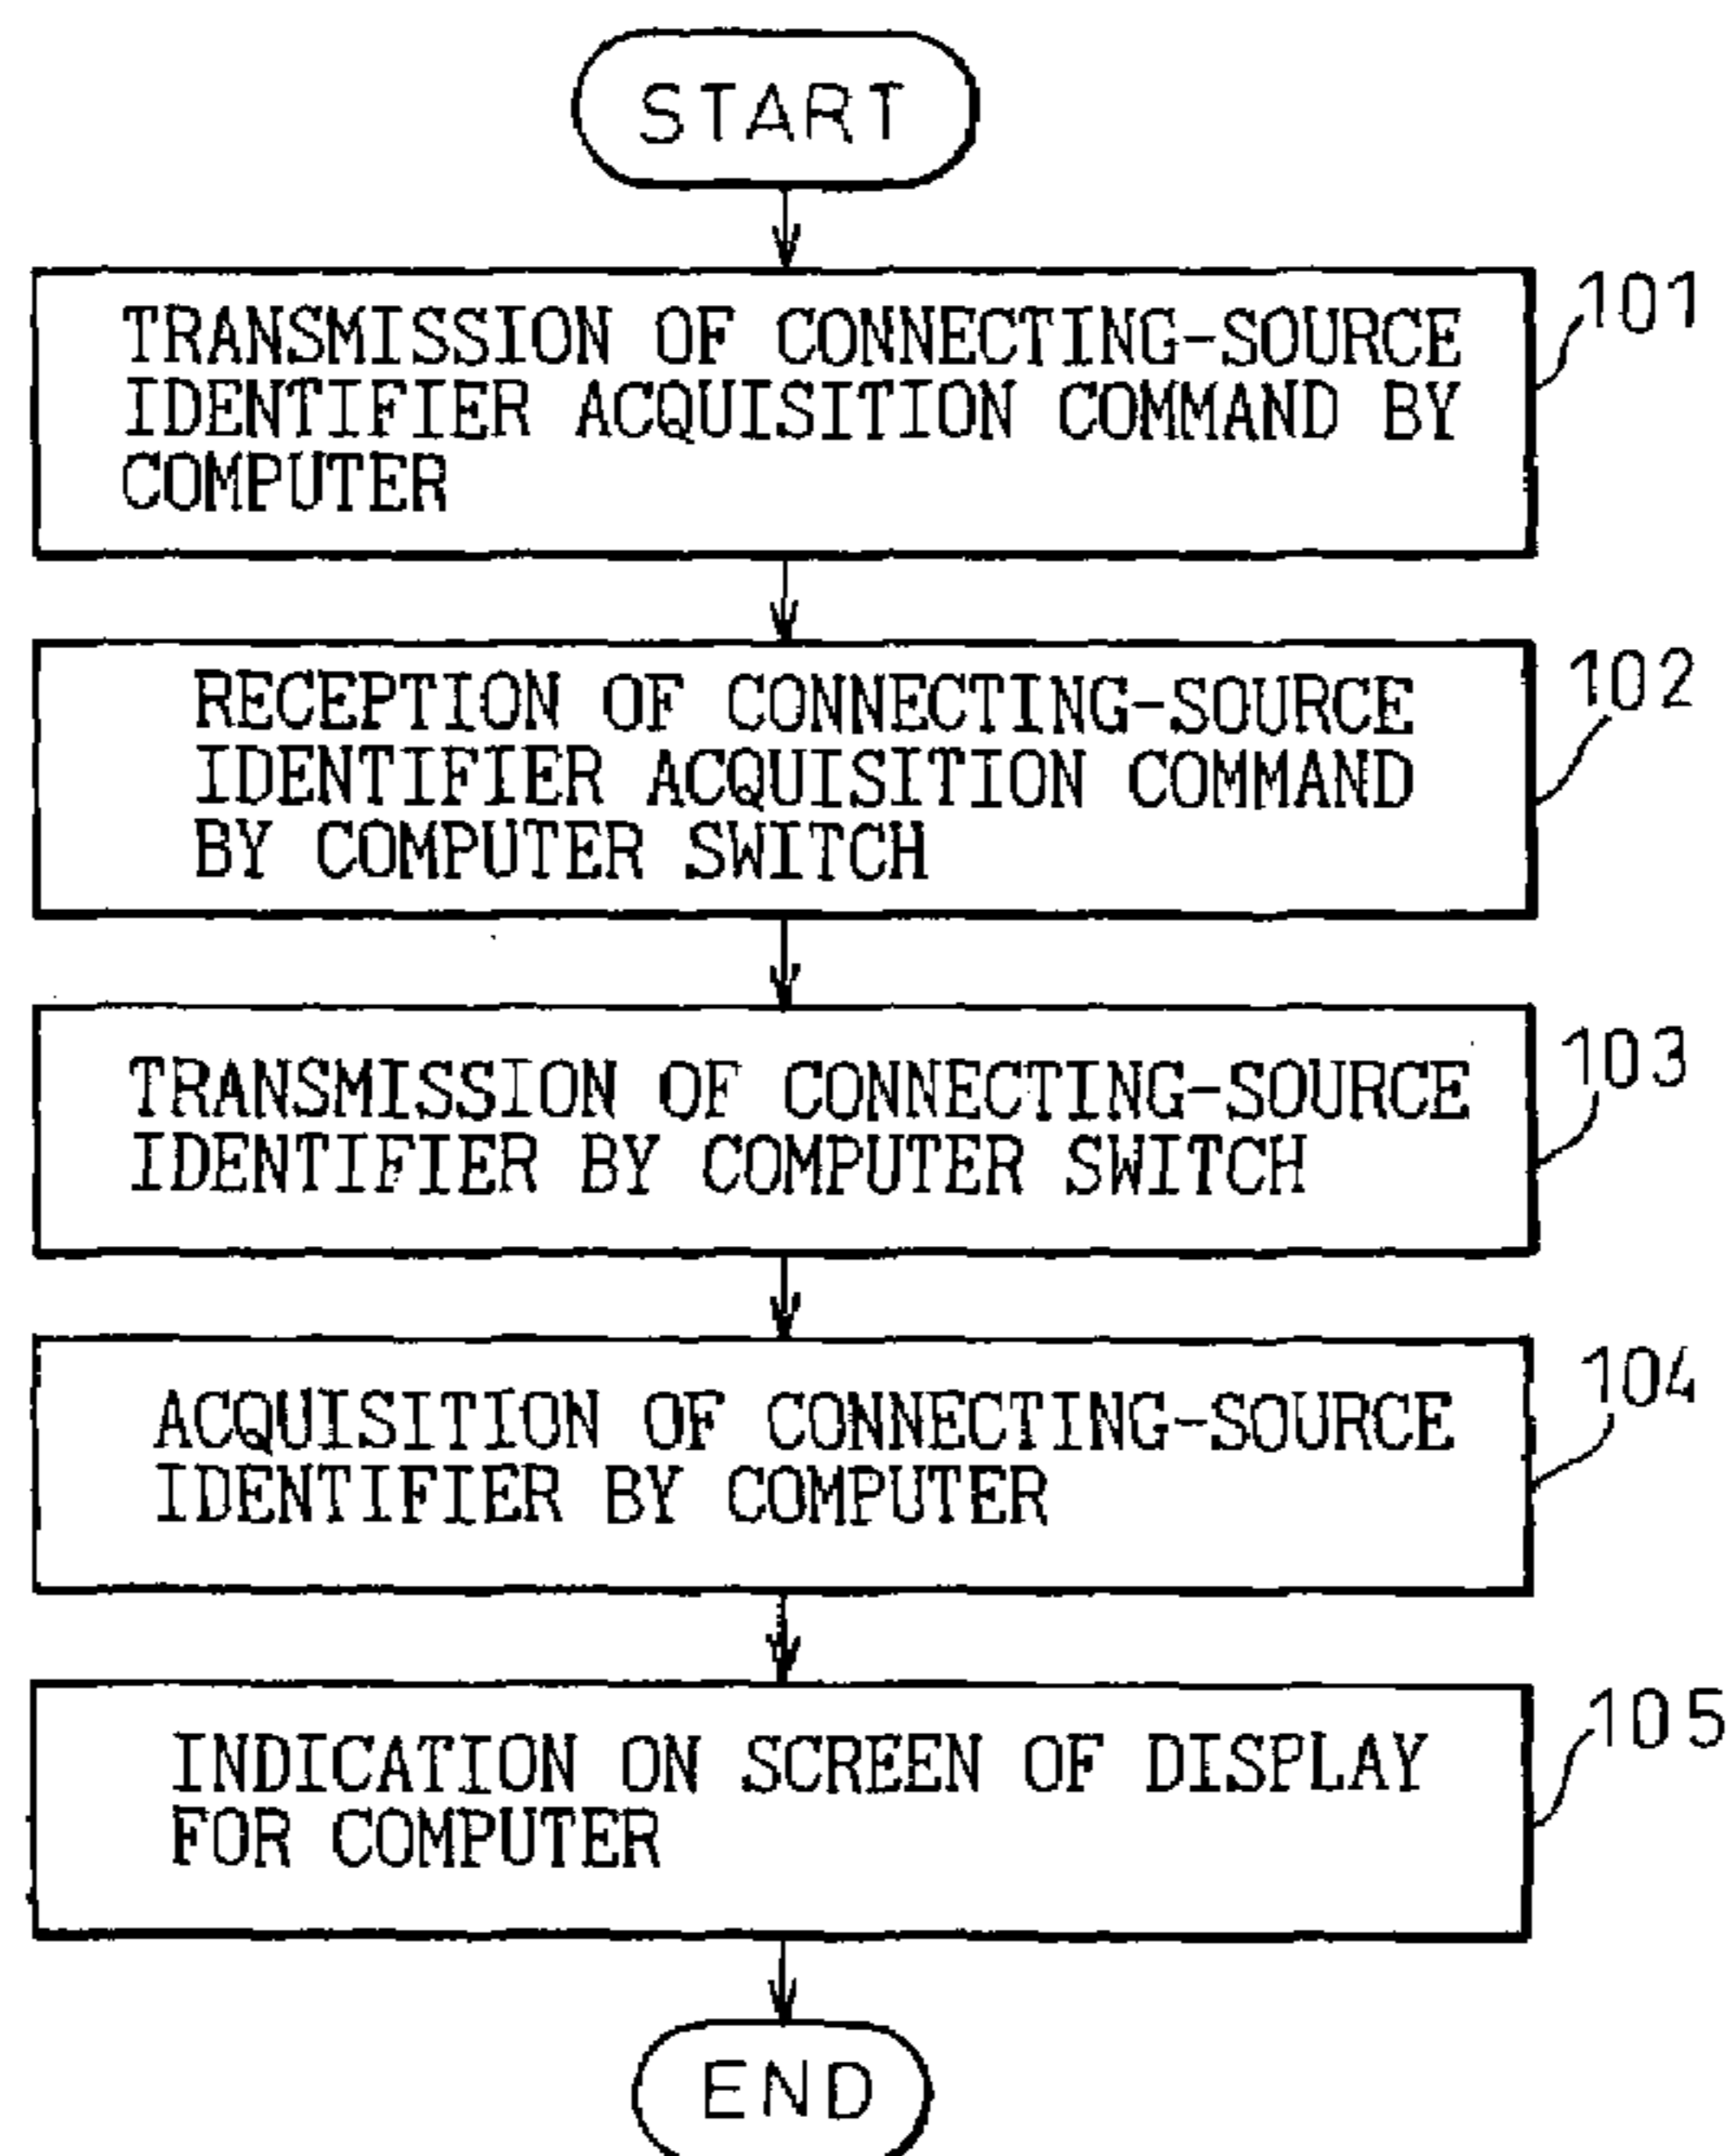 START
TRANSMISSION OF CONNECTING-SOURCE
IDENTIFIER ACQUISITION COMMAND BY
COMPUTER
101
RECEPTION OF CONNECTING-SOURCE
IDENTIFIER ACQUISITION COMMAND
BY COMPUTER SWITCH
102
TRANSMISSION OF CONNECTING-SOURCE
IDENTIFIER BY COMPUTER SWITCH
103
ACQUISITION OF CONNECTING-SOURCE
IDENTIFIER BY COMPUTER
104
INDICATION ON SCREEN OF DISPLAY
FOR COMPUTER
105
END